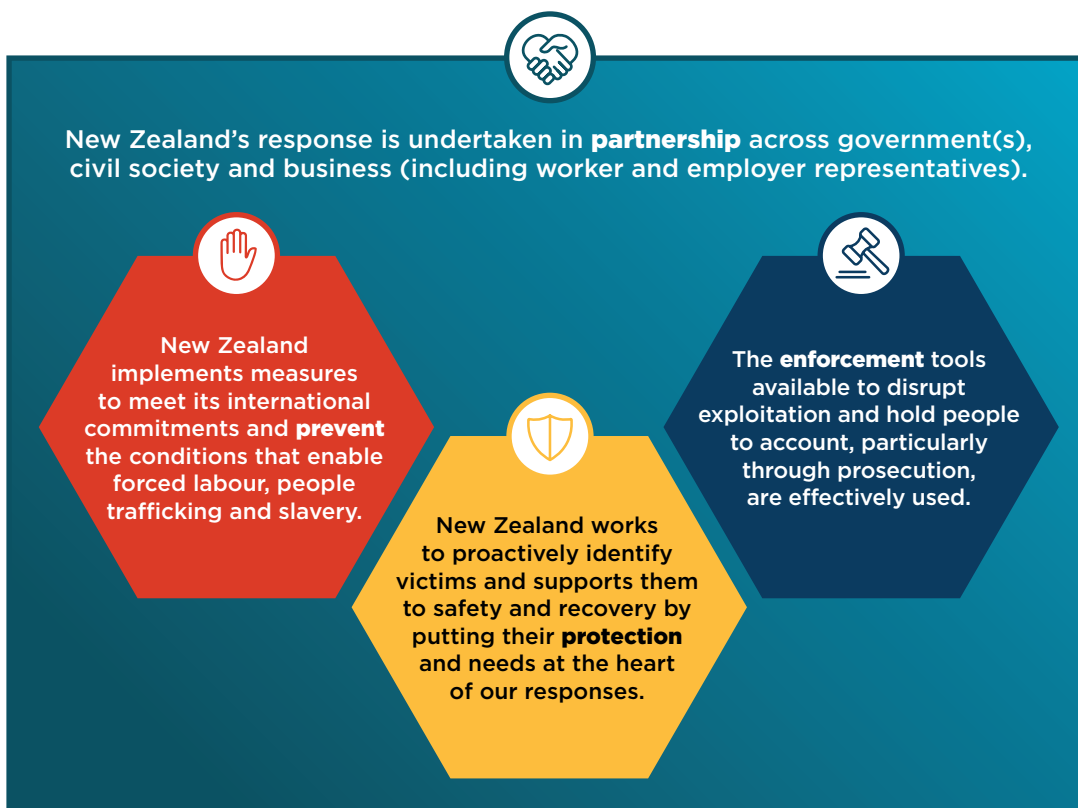 New Zealand’s response is undertaken in partnership across government(s),
civil society and business (including worker and employer representatives).
New Zealand
implements measures
to meet its international
commitments and prevent
the conditions that enable
forced labour, people
trafficking and slavery.
New Zealand works
to proactively identify
victims and supports them
to safety and recovery by
putting their protection
and needs at the heart
of our responses.
The enforcement tools
available to disrupt
exploitation and hold people
to account, particularly
through prosecution,
are effectively used.